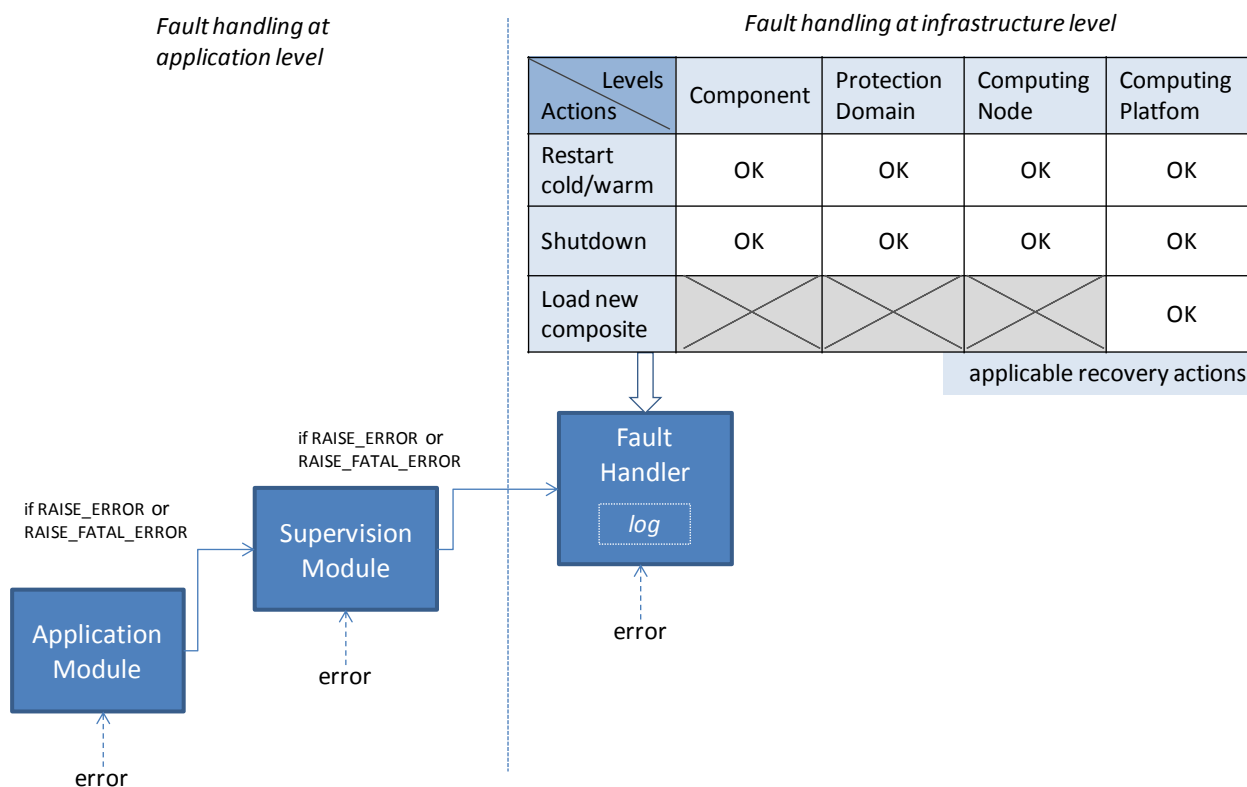 Fault handling at
application level
Fault handling at infrastructure level
Levels
Actions
Component
Protection
Domain
Computing
Node
Computing
Platfom
Restart
cold/warm
OK
OK
OK
OK
Shutdown
OK
OK
OK
OK
Load new
composite
OK
applicable recovery actions
Fault
Handler
log
error
if RAISE_ERROR or
RAISE_FATAL_ERROR
Supervision
Module
error
if RAISE_ERROR or
RAISE_FATAL_ERROR
Application
Module
error